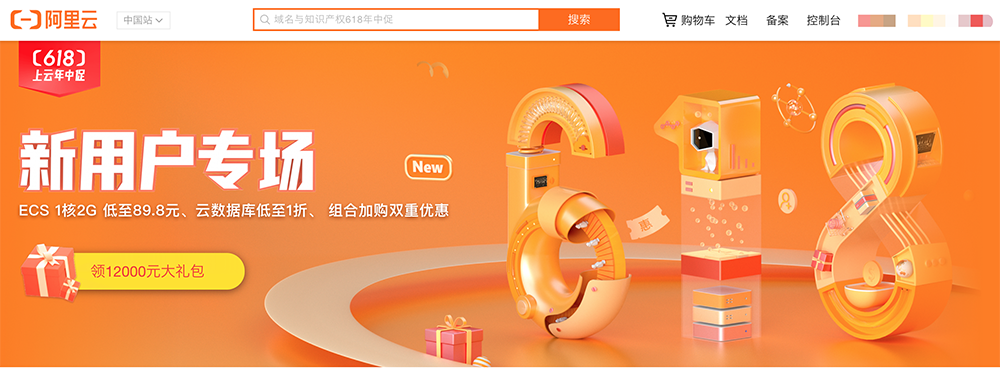 阿里云
中国站
域名与知识产权618年中促
搜索
购物车 文档 备案 控制台
618
上云年中促
新用户专场
New
ECS 1核2G 低至89.8元、云数据库低至1折、 组合加购双重优惠
领12000元大礼包
惠
618